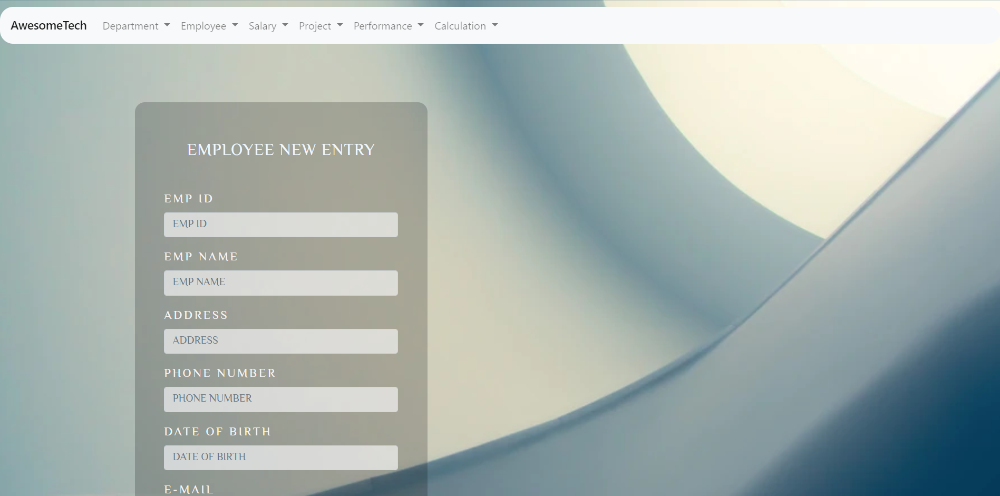 AwesomeTech Department Employee Salary Project Performance Calculation
EMPLOYEE NEW ENTRY
EMP ID
EMP ID
EMP NAME
EMP NAME
ADDRESS
ADDRESS
PHONE NUMBER
PHONE NUMBER
DATE OF BIRTH
DATE OF BIRTH
E-MAIL